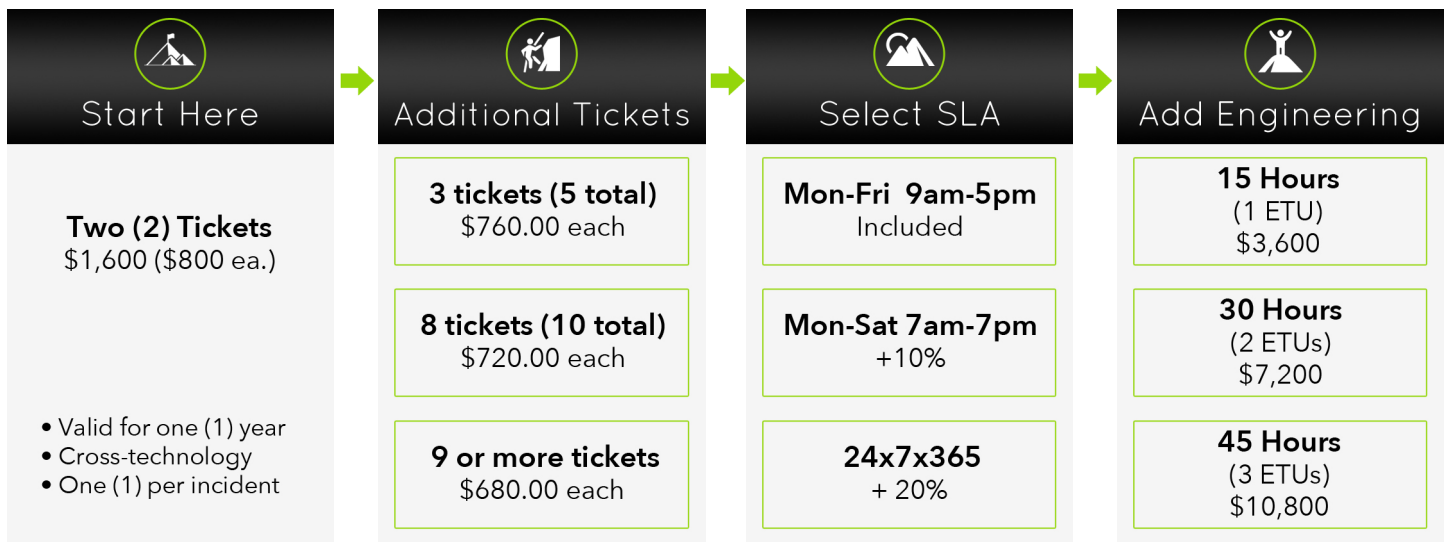 Start Here
Two (2) Tickets
$1,600 ($800 ea.)
• Valid for one (1) year
• Cross-technology
• One (1) per incident
Additional Tickets
3 tickets (5 total)
$760.00 each
8 tickets (10 total)
$720.00 each
9 or more tickets
$680.00 each
Select SLA
Mon-Fri 9am-5pm
Included
Mon-Sat 7am-7pm
+10%
24x7x365
+ 20%
Add Engineering
15 Hours
(1 ETU)
$3,600
30 Hours
(2 ETUs)
$7,200
45 Hours
(3 ETUs)
$10,800